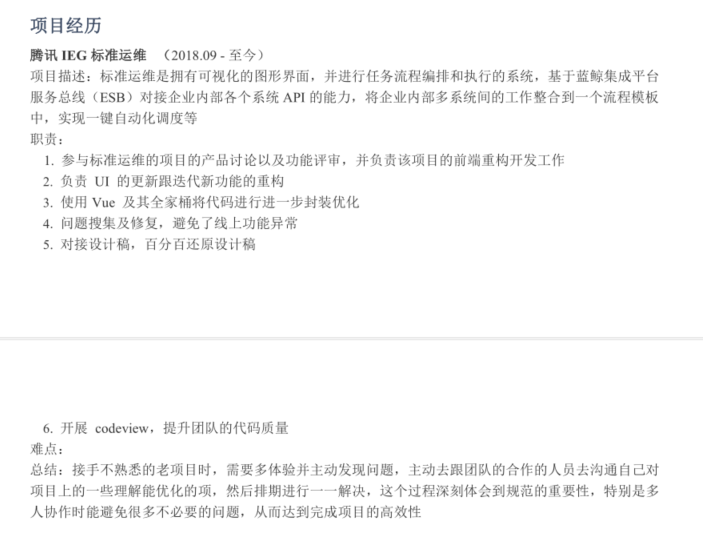 项目经历
腾讯 IEG 标准运维 （2018.09 - 至今）
项目描述：标准运维是拥有可视化的图形界面，并进行任务流程编排和执行的系统，基于蓝鲸集成平台
服务总线（ESB）对接企业内部各个系统 API 的能力，将企业内部多系统间的工作整合到一个流程模板
中，实现一键自动化调度等
职责：
1. 参与标准运维的项目的产品讨论以及功能评审，并负责该项目的前端重构开发工作
2. 负责 UI 的更新跟迭代新功能的重构
3. 使用 Vue 及其全家桶将代码进行进一步封装优化
4. 问题搜集及修复，避免了线上功能异常
5. 对接设计稿，百分百还原设计稿
6. 开展 codeview，提升团队的代码质量
难点：
总结：接手不熟悉的老项目时，需要多体验并主动发现问题，主动去跟团队的合作的人员去沟通自己对
项目上的一些理解能优化的项，然后排期进行一一解决，这个过程深刻体会到规范的重要性，特别是多
人协作时能避免很多不必要的问题，从而达到完成项目的高效性